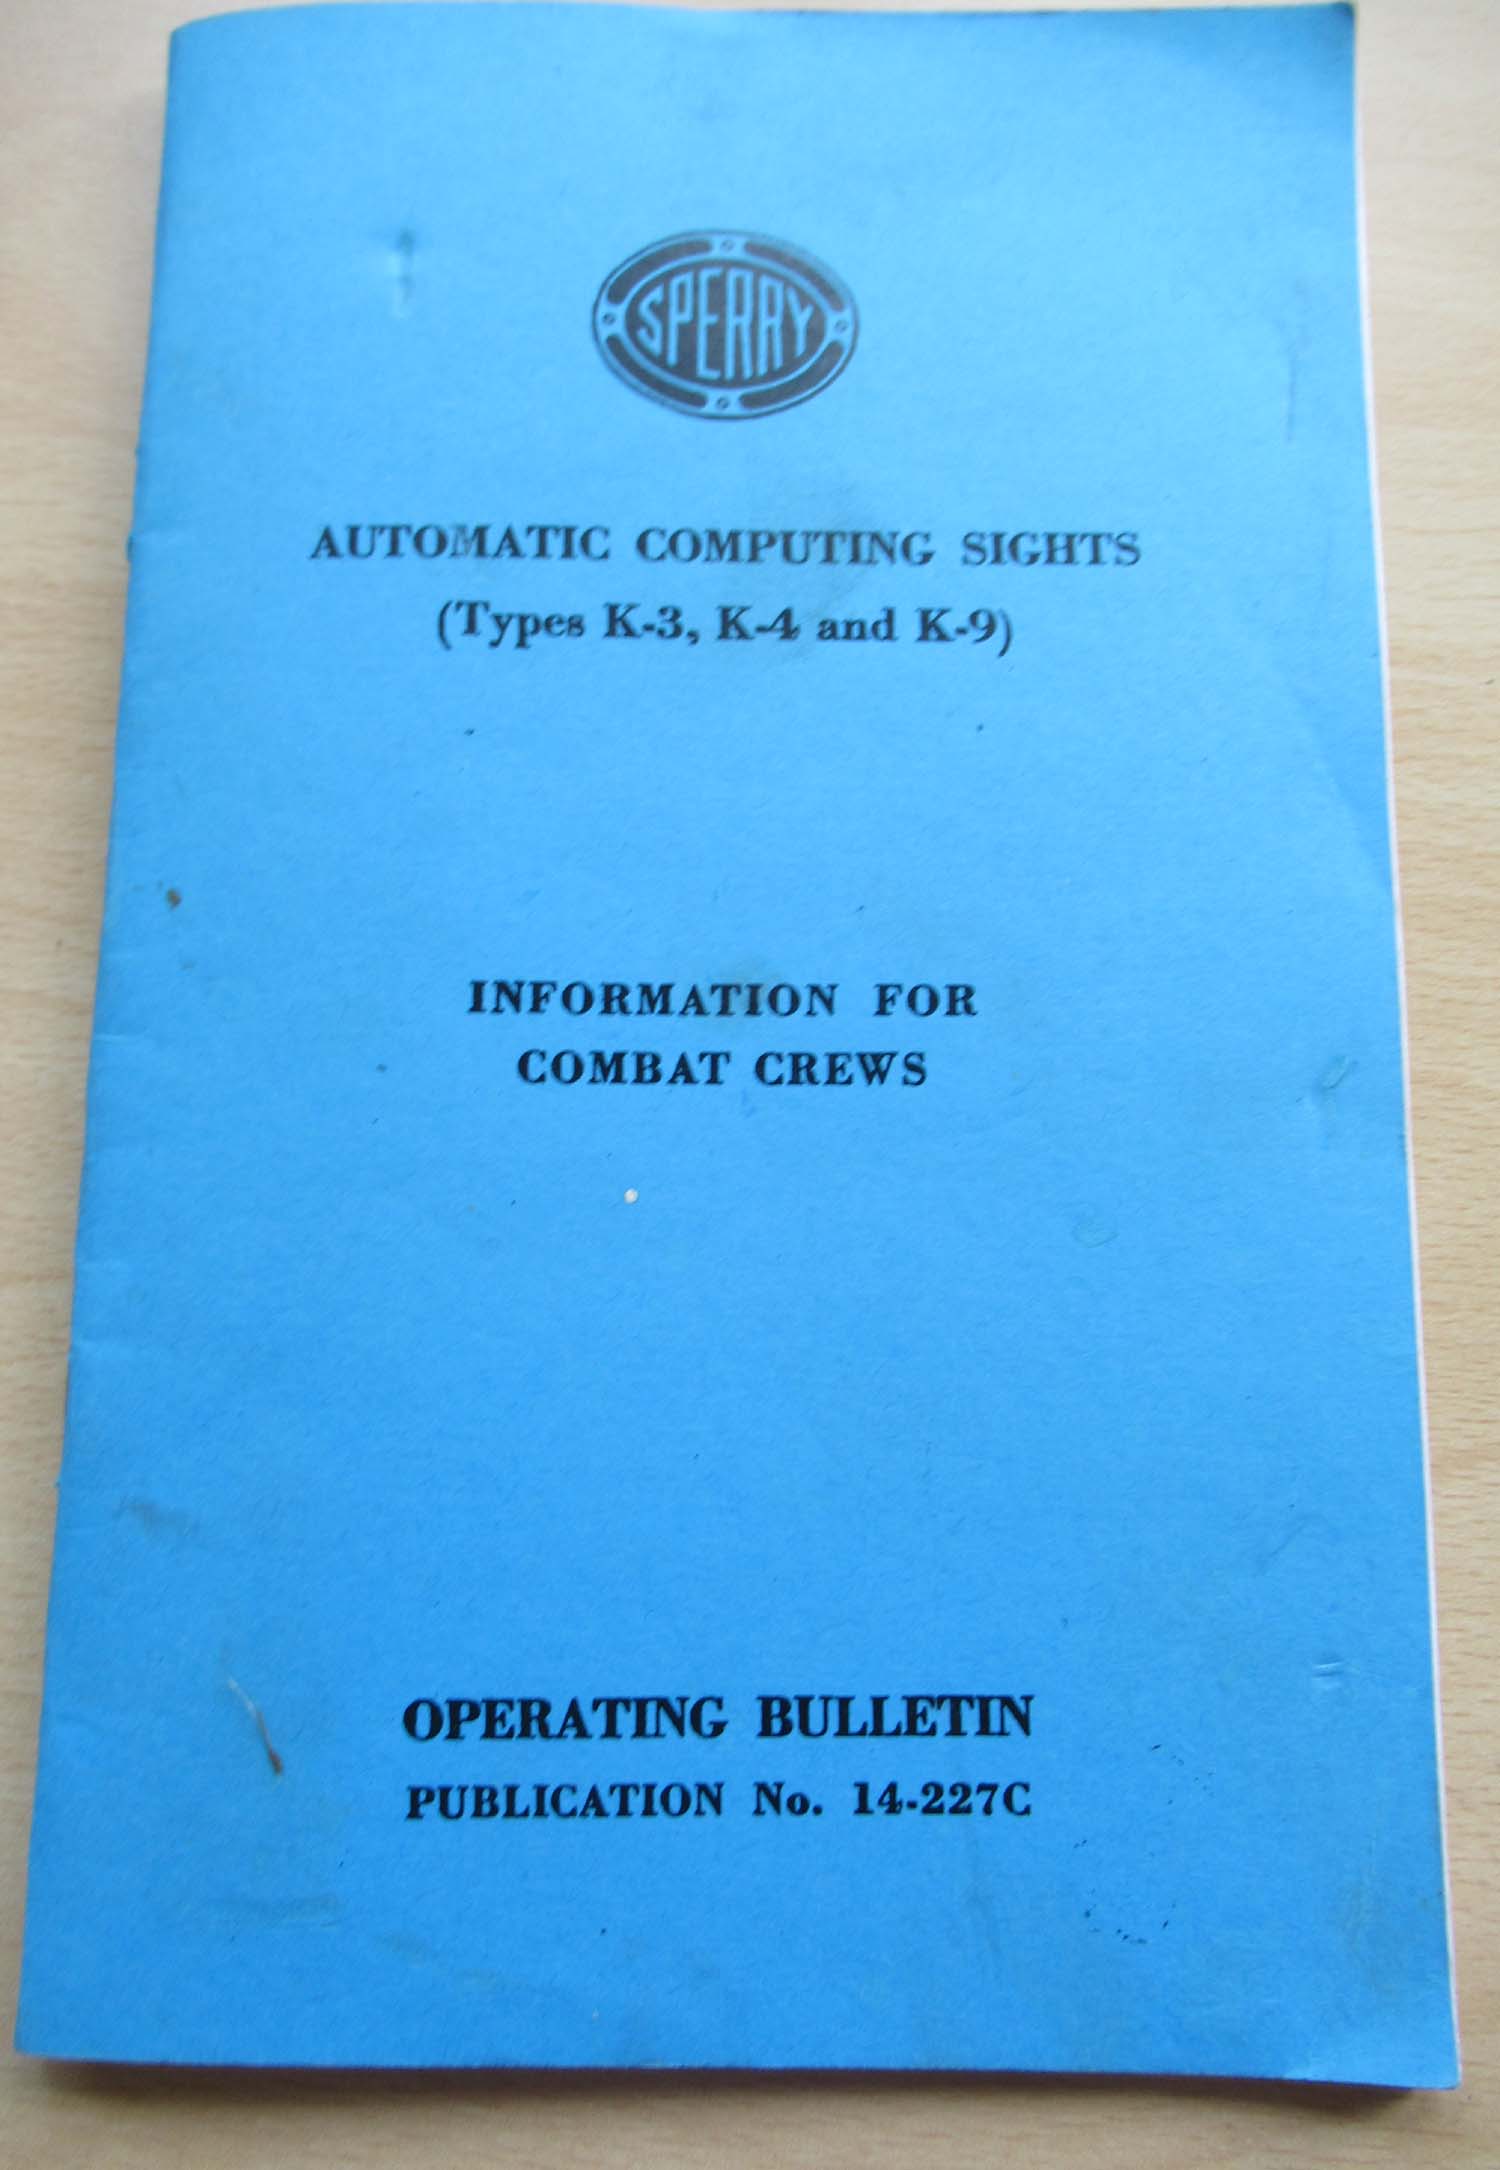 SPERRY
AUTOMATIC COMPUTING SIGHTS
(Types K-3, K-4 and K-9)
INFORMATION FOR
COMBAT CREWS
OPERATING BULLETIN
PUBLICATION No. 14-227C